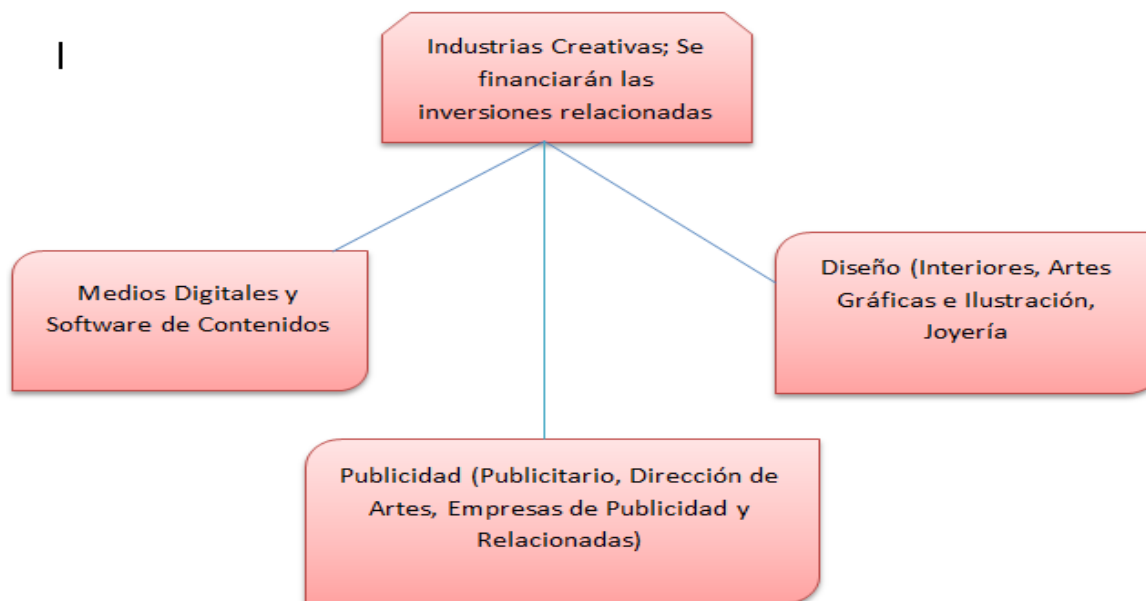 I
Industrias Creativas; Se
financiarán las
inversiones relacionadas
Medios Digitales y
Software de Contenidos
Diseño (Interiores, Artes
Gráficas e Ilustración,
Joyería
Publicidad (Publicitario, Dirección de
Artes, Empresas de Publicidad y
Relacionadas)